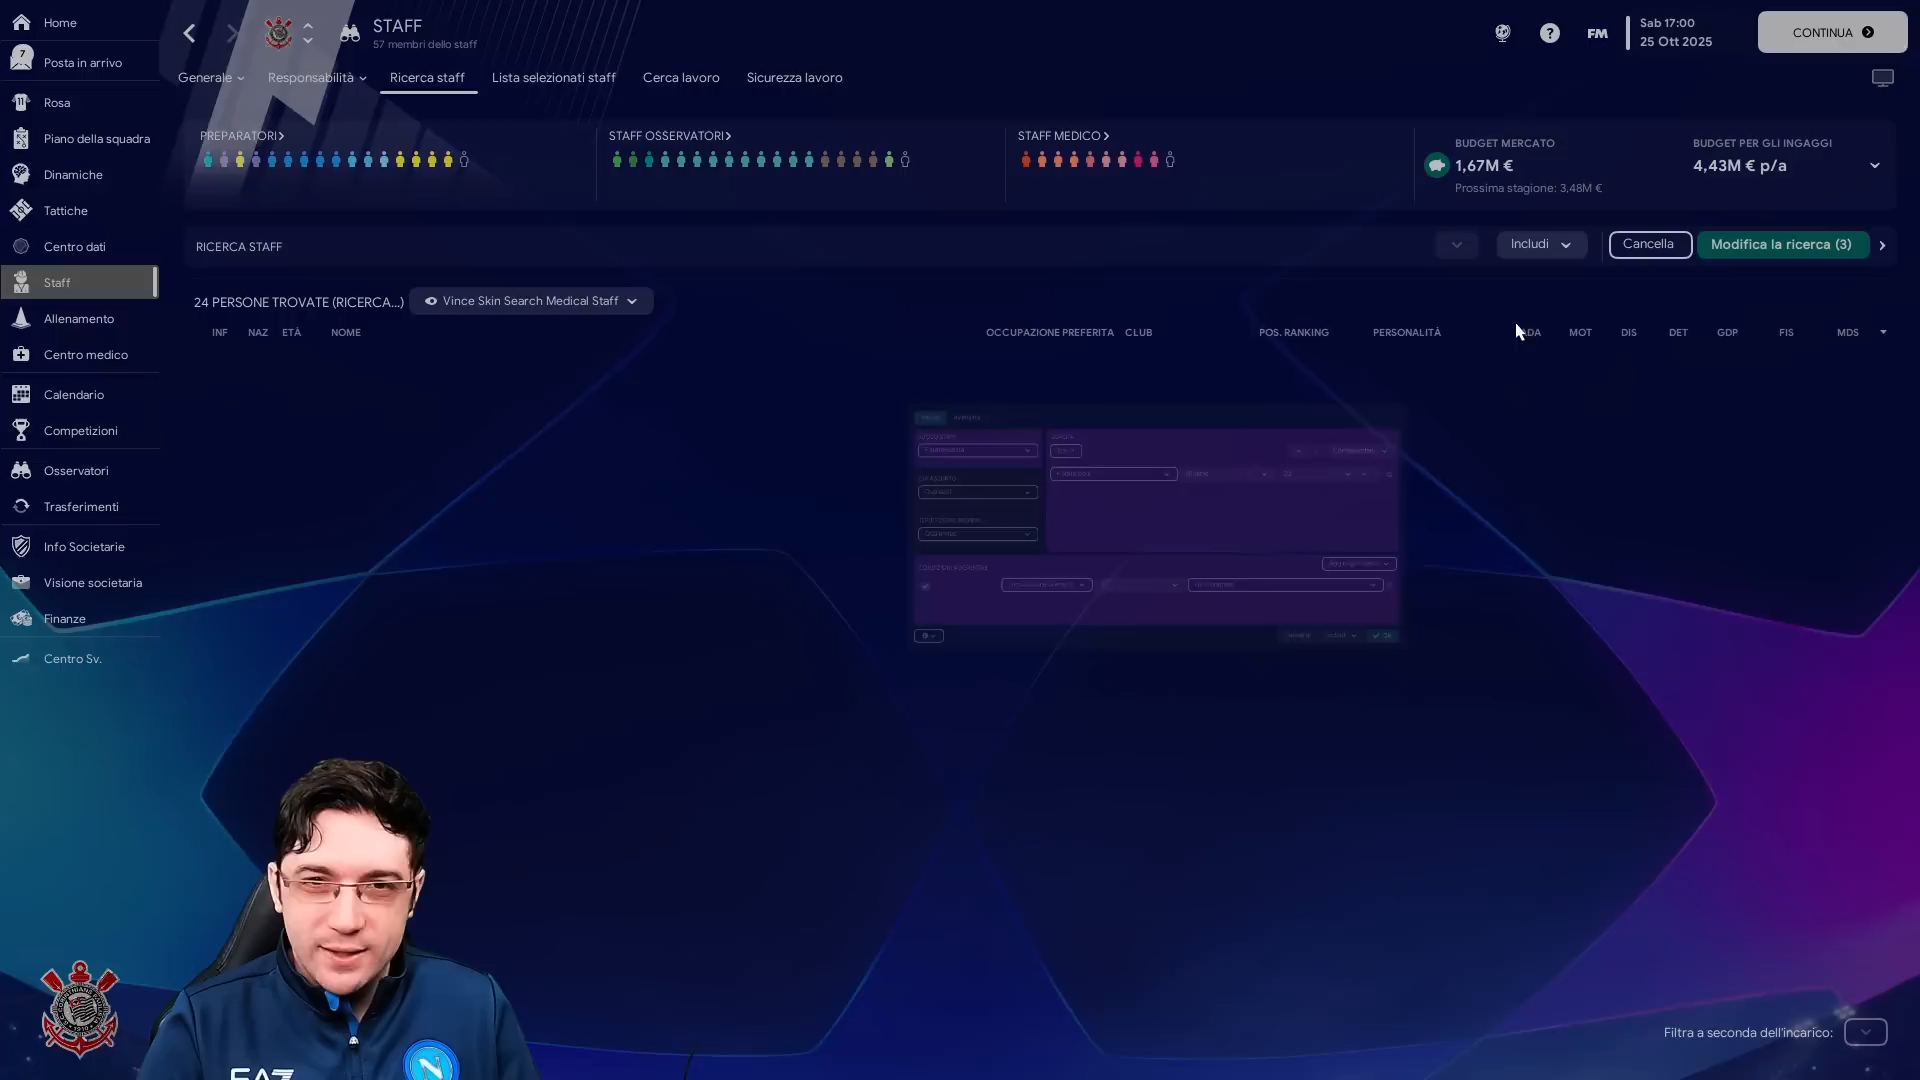 Home
7
Posta in arrivo
Rosa
Piano della squadra
Dinamiche
Tattiche
Centro dati
Staff
Allenamento
Centro medico
Calendario
Competizioni
Osservatori
Trasferimenti
Info Societarie
Visione societaria
Finanze
Centro Sv.
STAFF
57 membri dello staff
FM
Sab 17:00
25 Ott 2025
CONTINUA
Generale
Responsabilità
Ricerca staff
Lista selezionati staff
Cerca lavoro
Sicurezza lavoro
PREPARATORI
STAFF OSSERVATORI
STAFF MEDICO
BUDGET MERCATO
1,67M €
Prossima stagione: 3,48M €
BUDGET PER GLI INGAGGI
4,43M € p/a
RICERCA STAFF
Includi
Cancella
Modifica la ricerca (3)
24 PERSONE TROVATE (RICERCA...)
Vince Skin Search Medical Staff
INF NAZ ETÀ NOME OCCUPAZIONE PREFERITA CLUB POS. RANKING PERSONALITÀ MOT DIS DET GDP FIS MDS
Filtra a seconda dell'incarico:
EA7
N